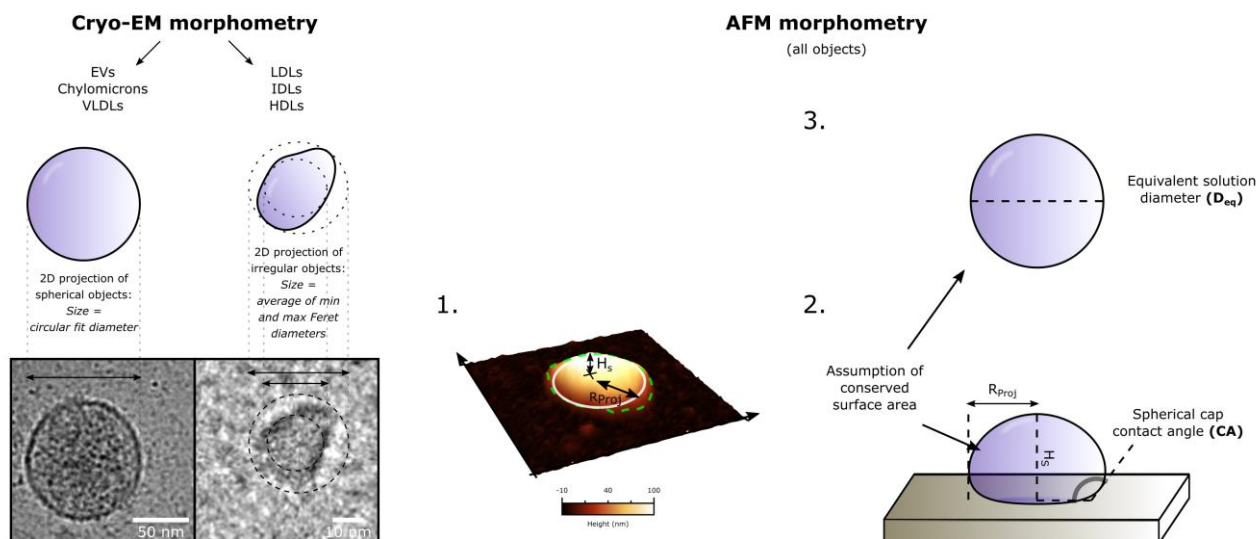 Cryo-EM morphometry
EVs
Chylomicrons
VLDLs
LDLs
IDLs
HDLs
2D projection of
spherical objects:
Size =
circular fit diameter
2D projection of
irregular objects:
Size =
average of min
and max Feret
diameters
50 nm
10 nm
AFM morphometry
(all objects)
1.
Hs
RProj
-10 40 100
Height (nm)
3.
Equivalent solution
diameter (Deq)
2.
Assumption of
conserved
surface area
RProj
Hs
Spherical cap
contact angle (CA)